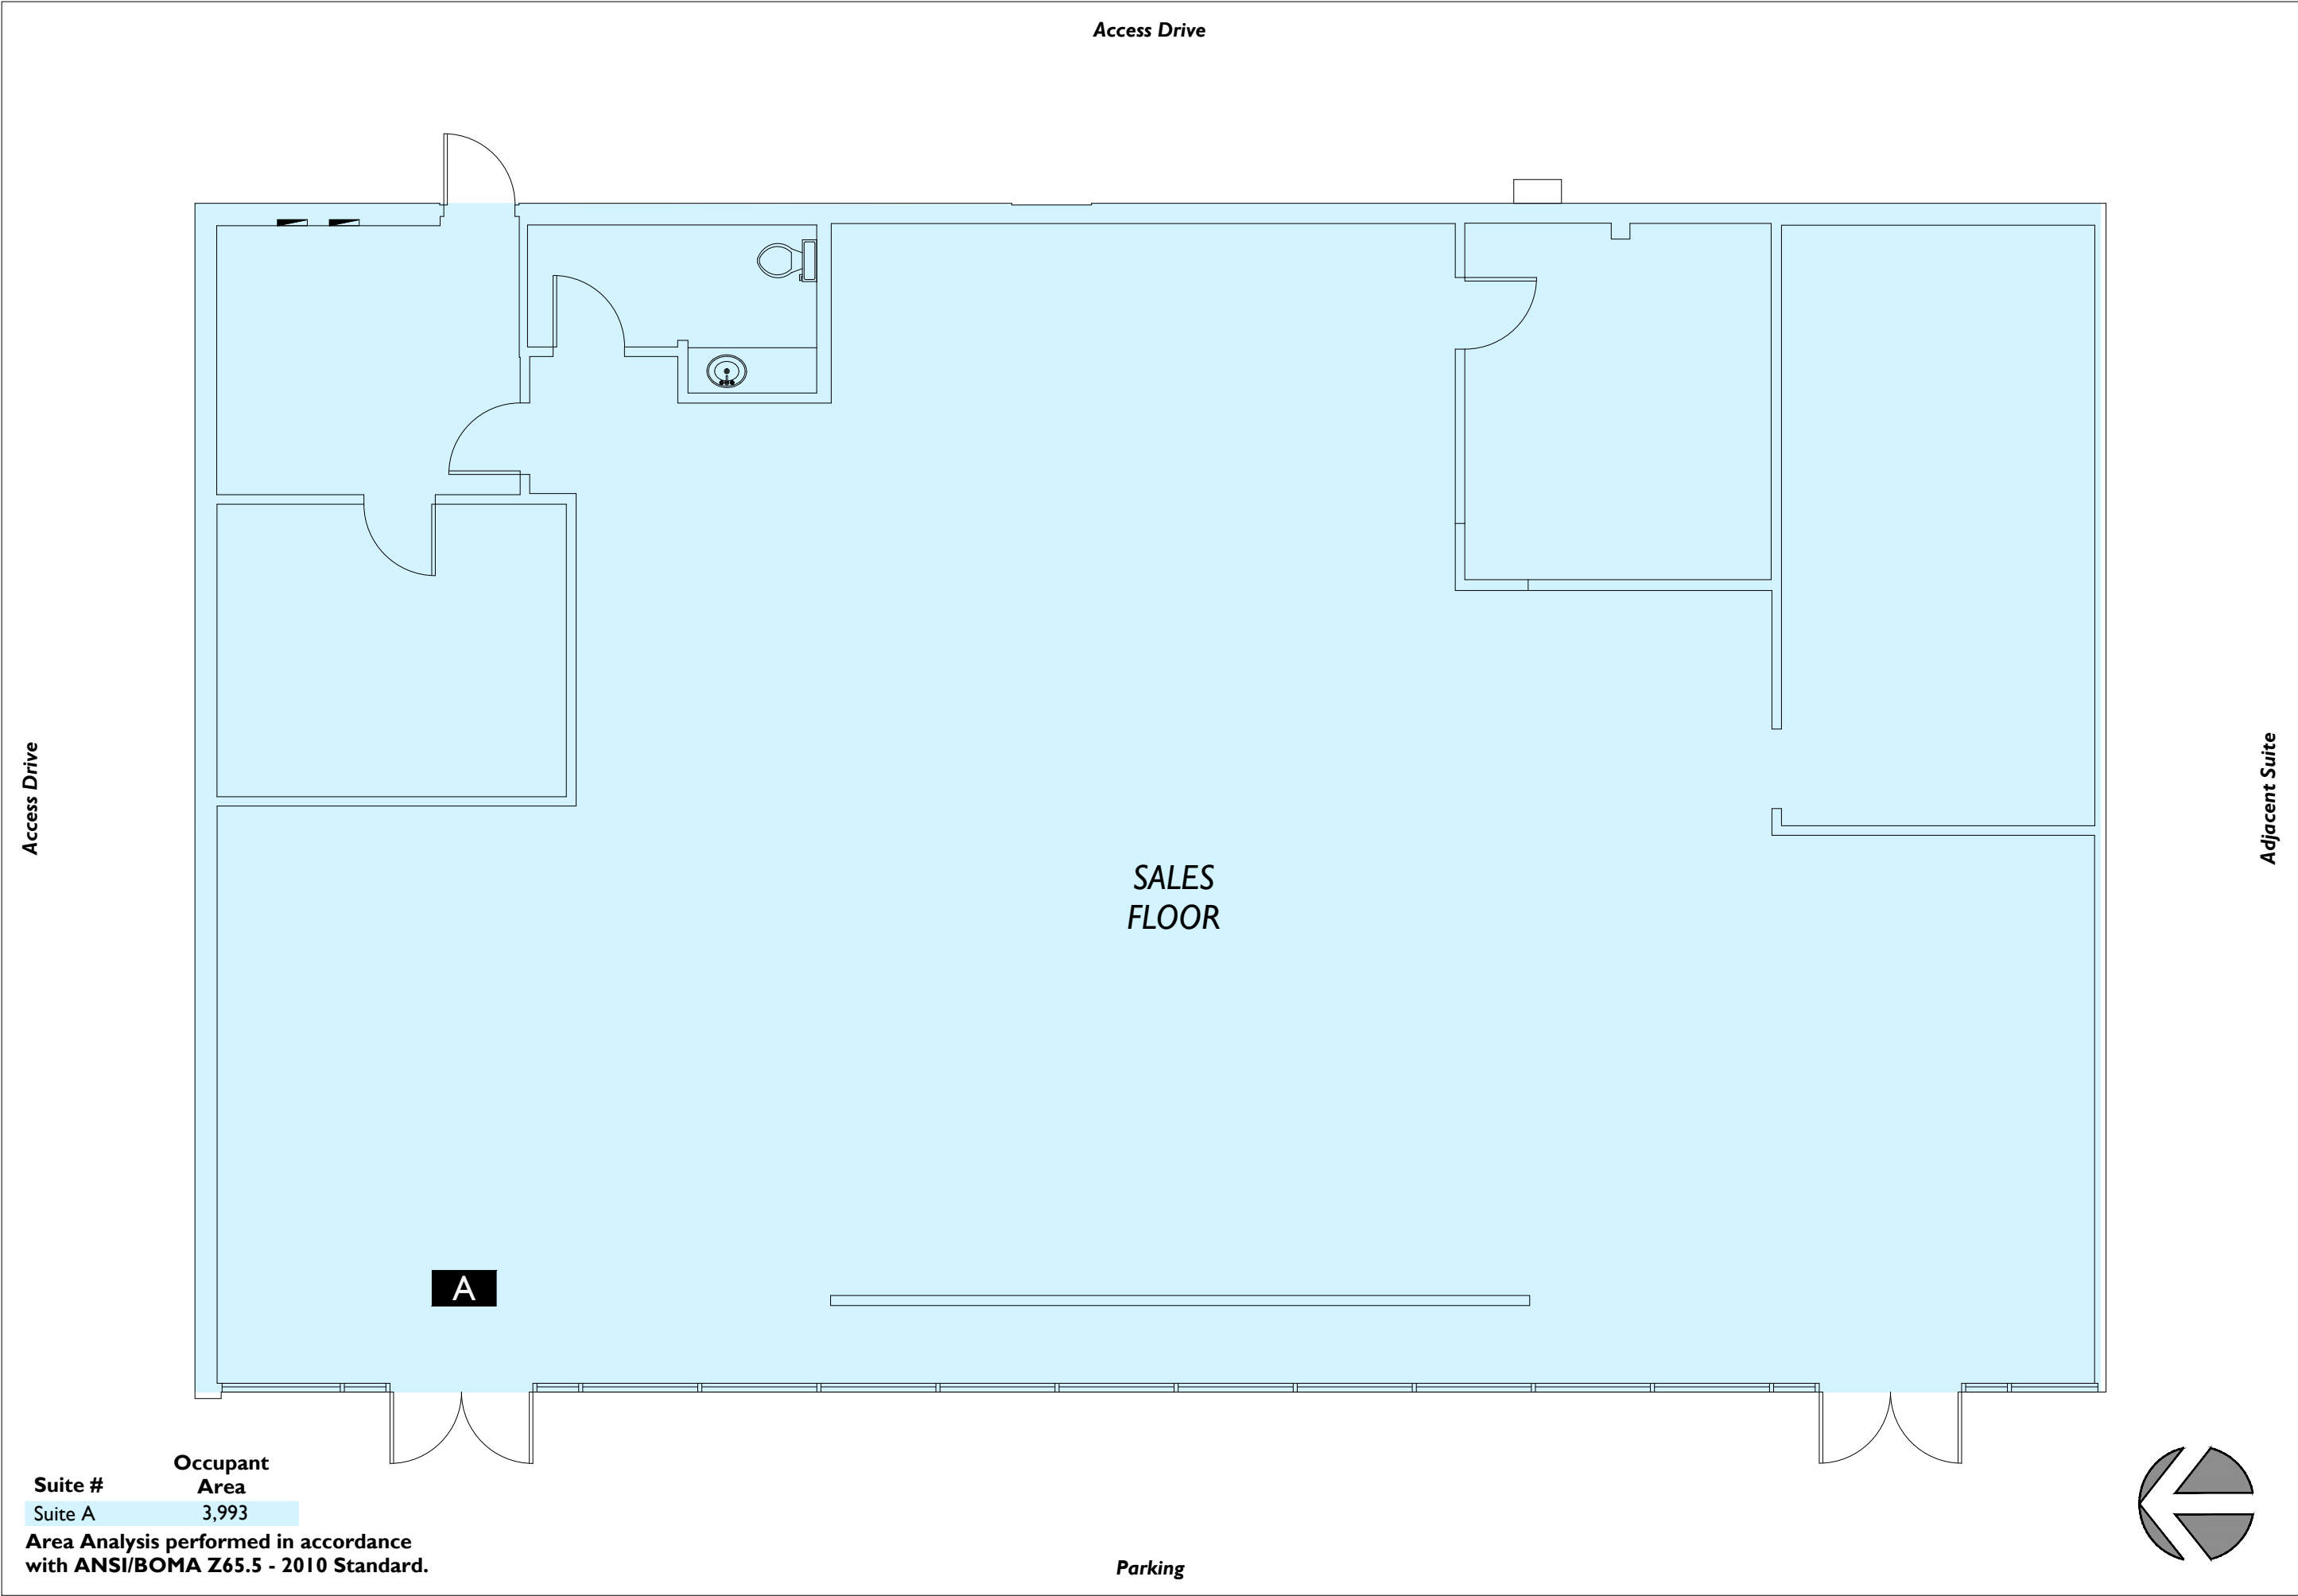 Access Drive
Access Drive
Adjacent Suite
SALES
FLOOR
A
Occupant
Suite # Area
Suite A 3,993
Area Analysis performed in accordance
with ANSI/BOMA Z65.5 - 2010 Standard.
Parking